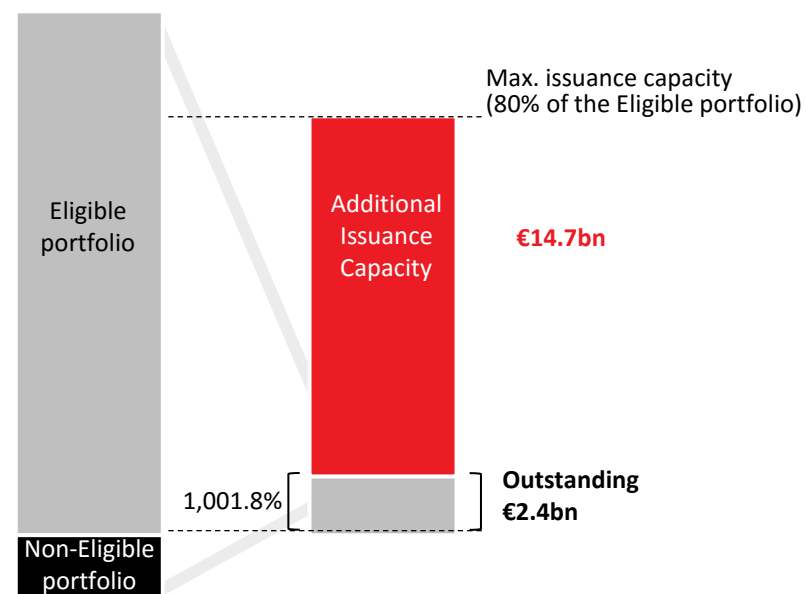 Max. issuance capacity
(80% of the Eligible portfolio)
Eligible
portfolio
Additional
Issuance
Capacity
€14.7bn
1,001.8%
Outstanding
€2.4bn
Non-Eligible
portfolio